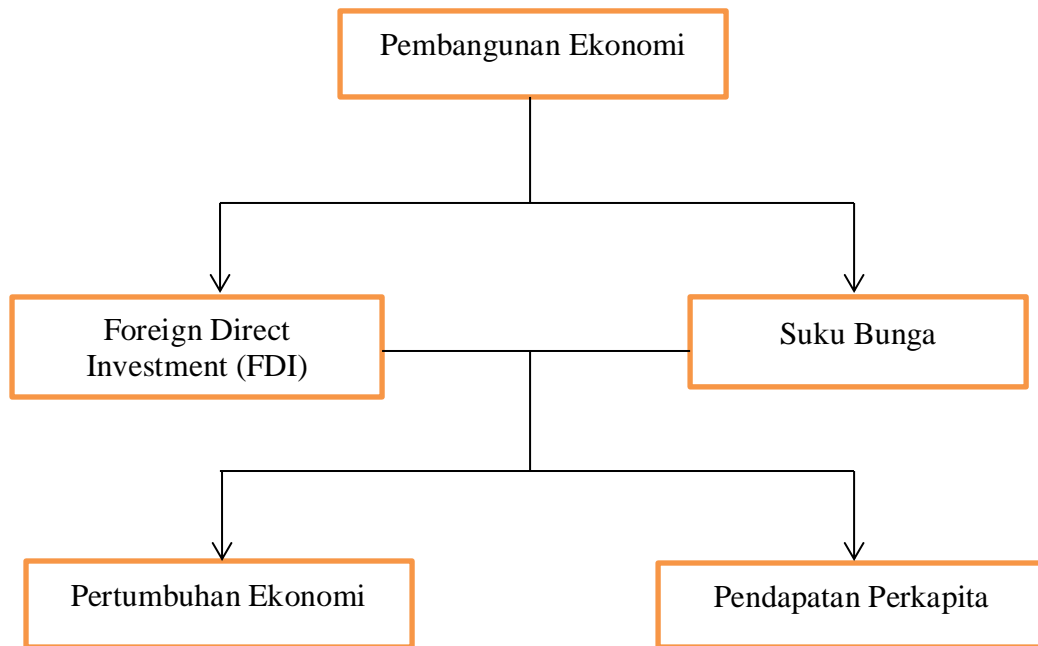 Pembangunan Ekonomi
Foreign Direct
Investment (FDI)
Suku Bunga
Pertumbuhan Ekonomi
Pendapatan Perkapita